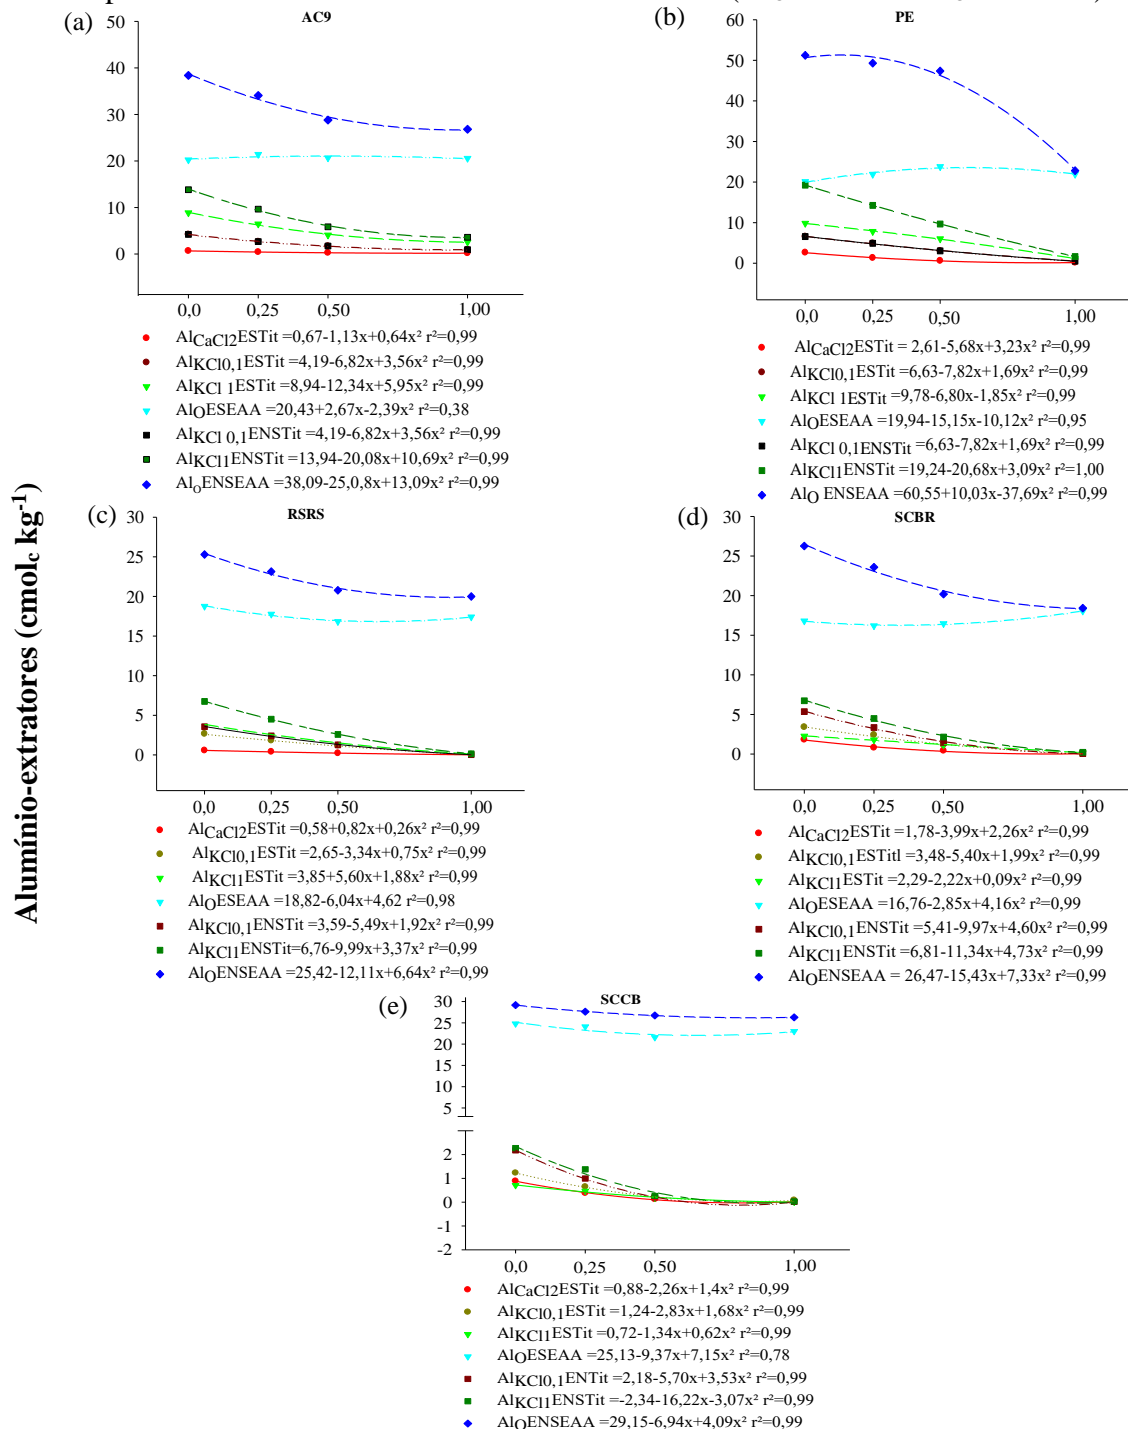 (a)
AC9
50
40
30
20
10
0
0,0
0,25
0,50
1,00
AlCaCl2ESTit =0,67-1,13x+0,64x² r²=0,99
AlKCl0,1ESTit =4,19-6,82x+3,56x² r²=0,99
AlKCl 1ESTit =8,94-12,34x+5,95x² r²=0,99
AlOESEAA =20,43+2,67x-2,39x² r²=0,38
AlKCl 0,1ENSTit =4,19-6,82x+3,56x² r²=0,99
AlKCl1ENSTit =13,94-20,08x+10,69x² r²=0,99
AloENSEAA =38,09-25,0,8x+13,09x² r²=0,99
(b)
PE
60
50
40
30
20
10
0
0,0
0,25
0,50
1,00
AlCaCl2ESTit = 2,61-5,68x+3,23x² r²=0,99
AlKCl0,1ESTit =6,63-7,82x+1,69x² r²=0,99
AlKCl 1ESTit =9,78-6,80x-1,85x² r²=0,99
AlOESEAA =19,94-15,15x-10,12x² r²=0,95
AlKCl 0,1ENSTit =6,63-7,82x+1,69x² r²=0,99
AlKCl1ENSTit =19,24-20,68x+3,09x² r²=1,00
AlO ENSEAA =60,55+10,03x-37,69x² r²=0,99
Alumínio-extratores (cmolc kg-1)
(c)
RSRS
30
25
20
15
10
5
0
0,0
0,25
0,50
1,00
AlCaCl2ESTit =0,58+0,82x+0,26x² r²=0,99
AlKCl0,1ESTit =2,65-3,34x+0,75x² r²=0,99
AlKCl1ESTit =3,85+5,60x+1,88x² r²=0,99
AlOESEAA =18,82-6,04x+4,62 r²=0,98
AlKCl0,1ENSTit =3,59-5,49x+1,92x² r²=0,99
AlKCl1ENSTit=6,76-9,99x+3,37x² r²=0,99
AlOENSEAA =25,42-12,11x+6,64x² r²=0,99
(d)
SCBR
30
25
20
15
10
5
0
0,0
0,25
0,50
1,00
AlCaCl2ESTit =1,78-3,99x+2,26x² r²=0,99
AlKCl0,1ESTitl 3,48-5,40x+1,99x² r²=0,99
AlKCl1ESTit =2,29-2,22x+0,09x² r²=0,99
AlOESEAA =16,76-2,85x+4,16x² r²=0,99
AlKCl0,1ENSTit =5,41-9,97x+4,60x² r²=0,99
AlKCl1ENSTit =6,81-11,34x+4,73x² r²=0,99
AlOENSEAA = 26,47-15,43x+7,33x² r²=0,99
(e)
SCCB
30
25
20
15
30
10
5
2
1
0
-1
-2
0,0
0,25
0,50
1,00
AlCaCl2ESTit =0,88-2,26x+1,4x² r²=0,99
AlKCl0,1ESTit =1,24-2,83x+1,68x² r²=0,99
AlKCl1ESTit =0,72-1,34x+0,62x² r²=0,99
AlOESEAA =25,13-9,37x+7,15x² r²=0,78
AlKCl0,1ENTit =2,18-5,70x+3,53x² r²=0,99
AlKCl1ENSTit =-2,34-16,22x-3,07x² r²=0,99
AlOENSEAA =29,15-6,94x+4,09x² r²=0,99